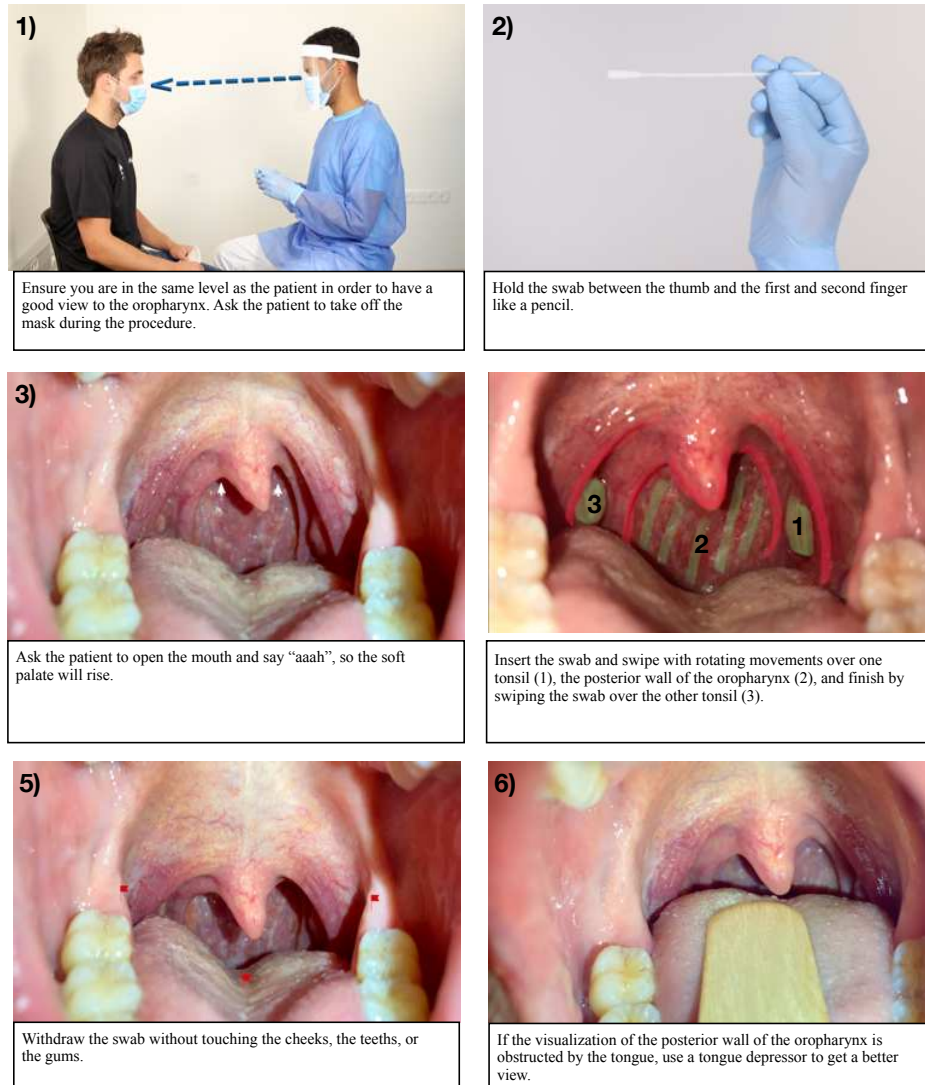 1)
Ensure you are in the same level as the patient in order to have a
good view to the oropharynx. Ask the patient to take off the
mask during the procedure.
2)
Hold the swab between the thumb and the first and second finger
like a pencil.
3)
Ask the patient to open the mouth and say “aaah”, so the soft
palate will rise.
3
2
1
Insert the swab and swipe with rotating movements over one
tonsil (1), the posterior wall of the oropharynx (2), and finish by
swiping the swab over the other tonsil (3).
5)
Withdraw the swab without touching the cheeks, the teeths, or
the gums.
6)
If the visualization of the posterior wall of the oropharynx is
obstructed by the tongue, use a tongue depressor to get a better
view.